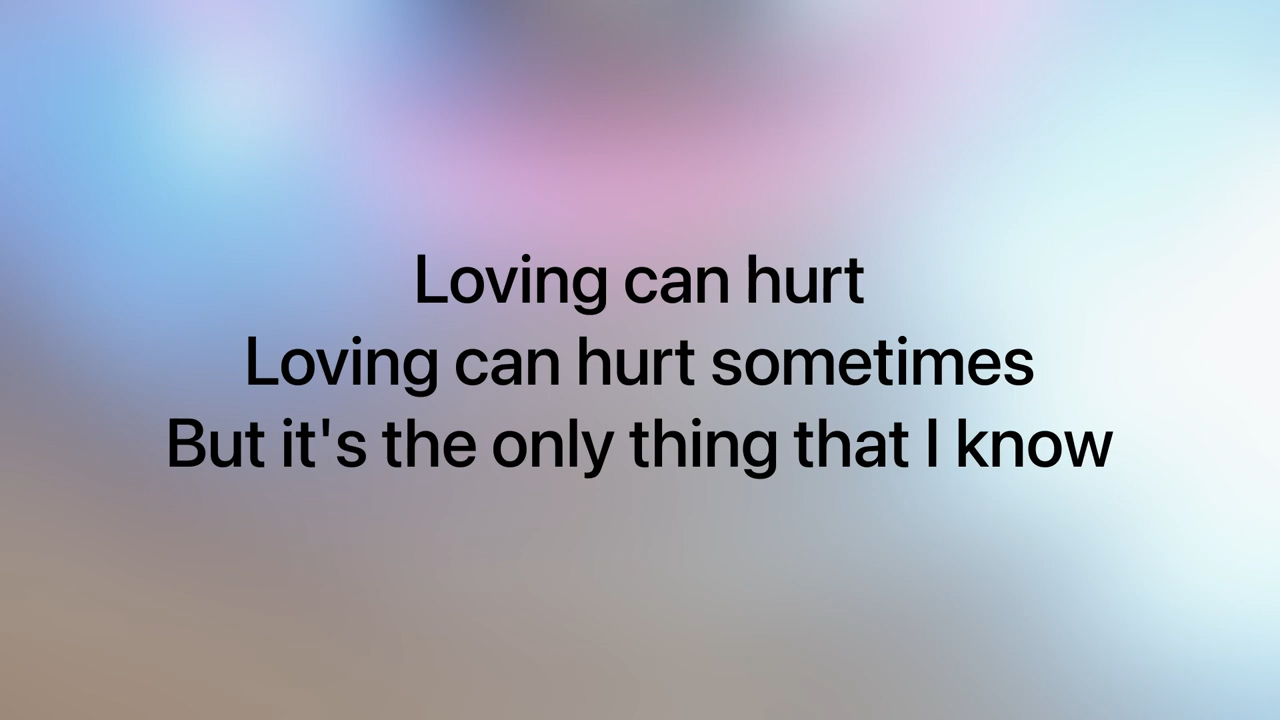 Loving can hurt
Loving can hurt sometimes
But it's the only thing that I know